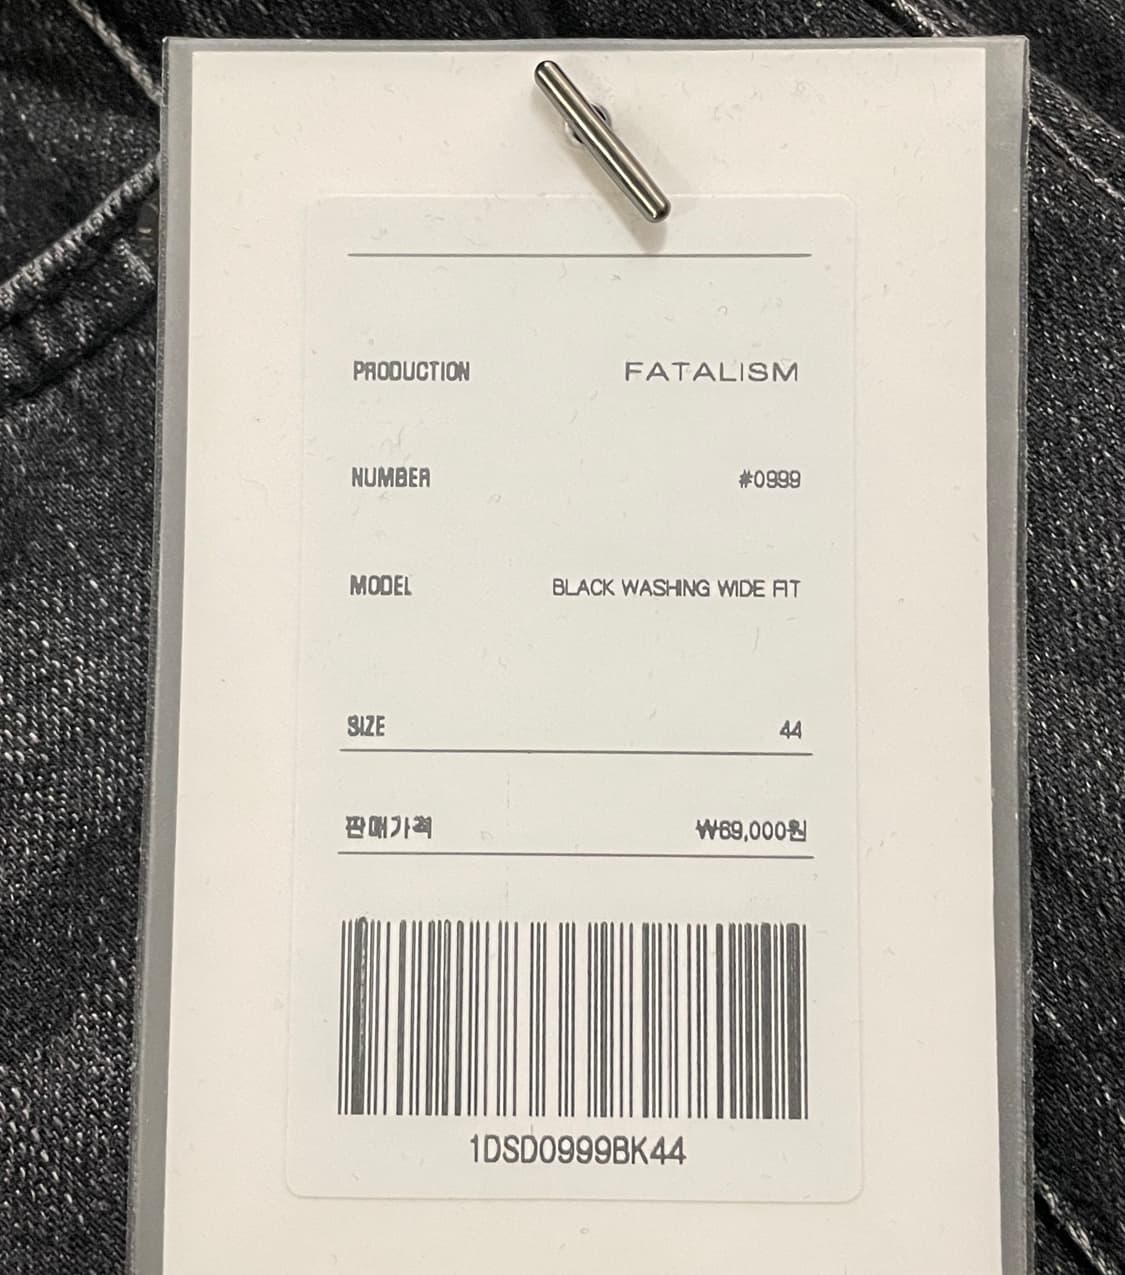 PRODUCTION FATALISM
NUMBER #0999
MODEL BLACK WASHING WIDE FIT
SIZE 44
판매가격 ₩69,000원
1DSD0999BK44